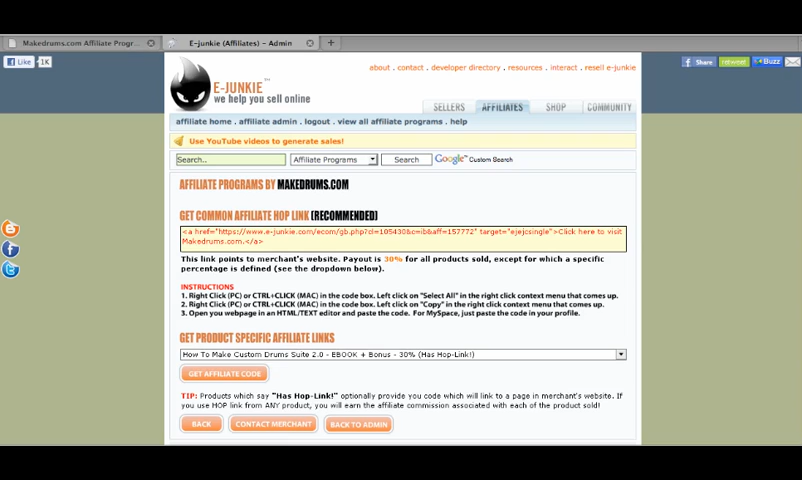 Makedrums.com Affiliate Progr...
E-junkie (Affiliates) – Admin
Like 1K
Share
retweet
Buzz
about . contact . developer directory . resources . interact . resell e-junkie
E-JUNKIE™
we help you sell online
SELLERS AFFILIATES SHOP COMMUNITY
affiliate home . affiliate admin . logout . view all affiliate programs . help
Use YouTube videos to generate sales!
Search.. Affiliate Programs Search Google™ Custom Search
AFFILIATE PROGRAMS BY MAKEDRUMS.COM
GET COMMON AFFILIATE HOP LINK (RECOMMENDED)
<a href="https://www.e-junkie.com/ecom/gb.php?cl=105430&c=ib&aff=157772" target="ejejcsingle">Click here to visit
Makedrums.com.</a>
This link points to merchant's website. Payout is 30% for all products sold, except for which a specific
percentage is defined (see the dropdown below).
INSTRUCTIONS
1. Right Click (PC) or CTRL+CLICK (MAC) in the code box. Left click on "Select All" in the right click context menu that comes up.
2. Right Click (PC) or CTRL+CLICK (MAC) in the code box. Left click on "Copy" in the right click context menu that comes up.
3. Open you webpage in an HTML/TEXT editor and paste the code. For MySpace, just paste the code in your profile.
GET PRODUCT SPECIFIC AFFILIATE LINKS
How To Make Custom Drums Suite 2.0 - EBOOK + Bonus - 30% (Has Hop-Link!)
GET AFFILIATE CODE
TIP: Products which say "Has Hop-Link!" optionally provide you code which will link to a page in merchant's website. If
you use HOP link from ANY product, you will earn the affiliate commission associated with each of the product sold!
BACK CONTACT MERCHANT BACK TO ADMIN